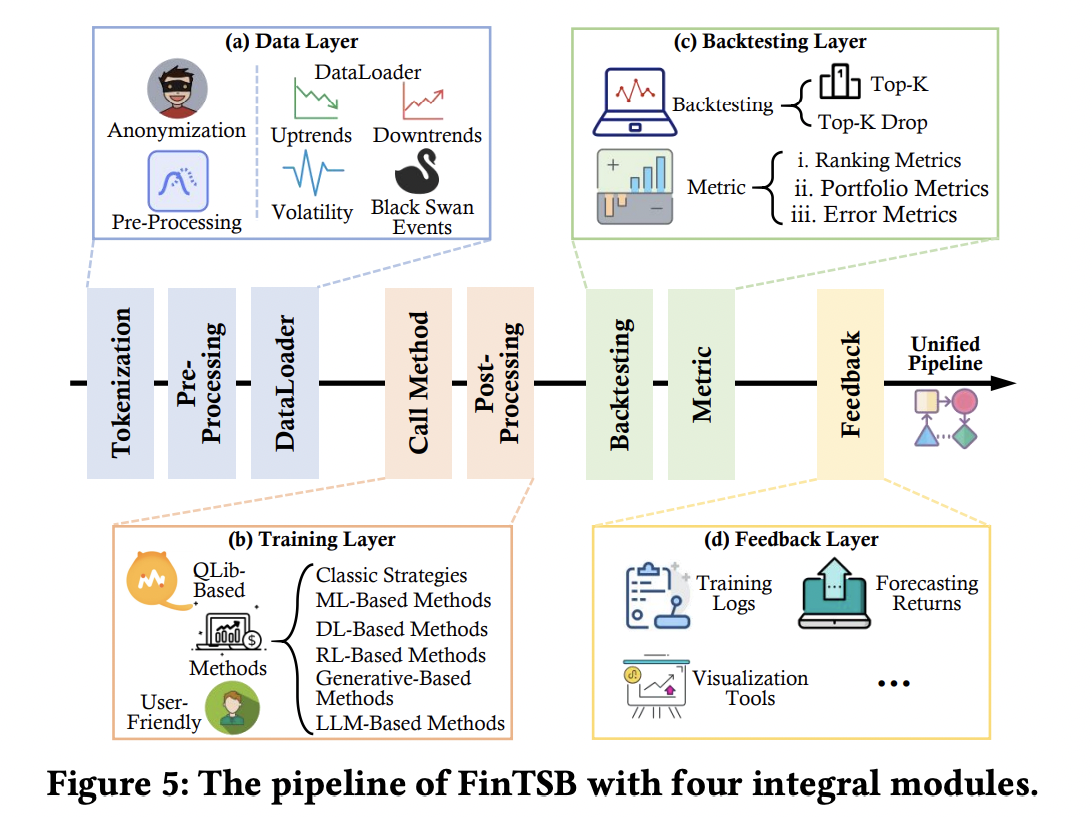 (a) Data Layer
Anonymization
Pre-Processing
DataLoader
Uptrends
Downtrends
Volatility
Black Swan
Events
(c) Backtesting Layer
Backtesting
1
Top-K
Top-K Drop
Metric
i. Ranking Metrics
ii. Portfolio Metrics
iii. Error Metrics
Tokenization
Pre-
Processing
DataLoader
Call Method
Post-
Processing
Backtesting
Metric
Feedback
Unified
Pipeline
(b) Training Layer
QLib-
Based
Methods
User-
Friendly
$
Classic Strategies
ML-Based Methods
DL-Based Methods
RL-Based Methods
Generative-Based
Methods
LLM-Based Methods
(d) Feedback Layer
Training
Logs
Forecasting
Returns
Visualization
Tools
...
Figure 5: The pipeline of FinTSB with four integral modules.